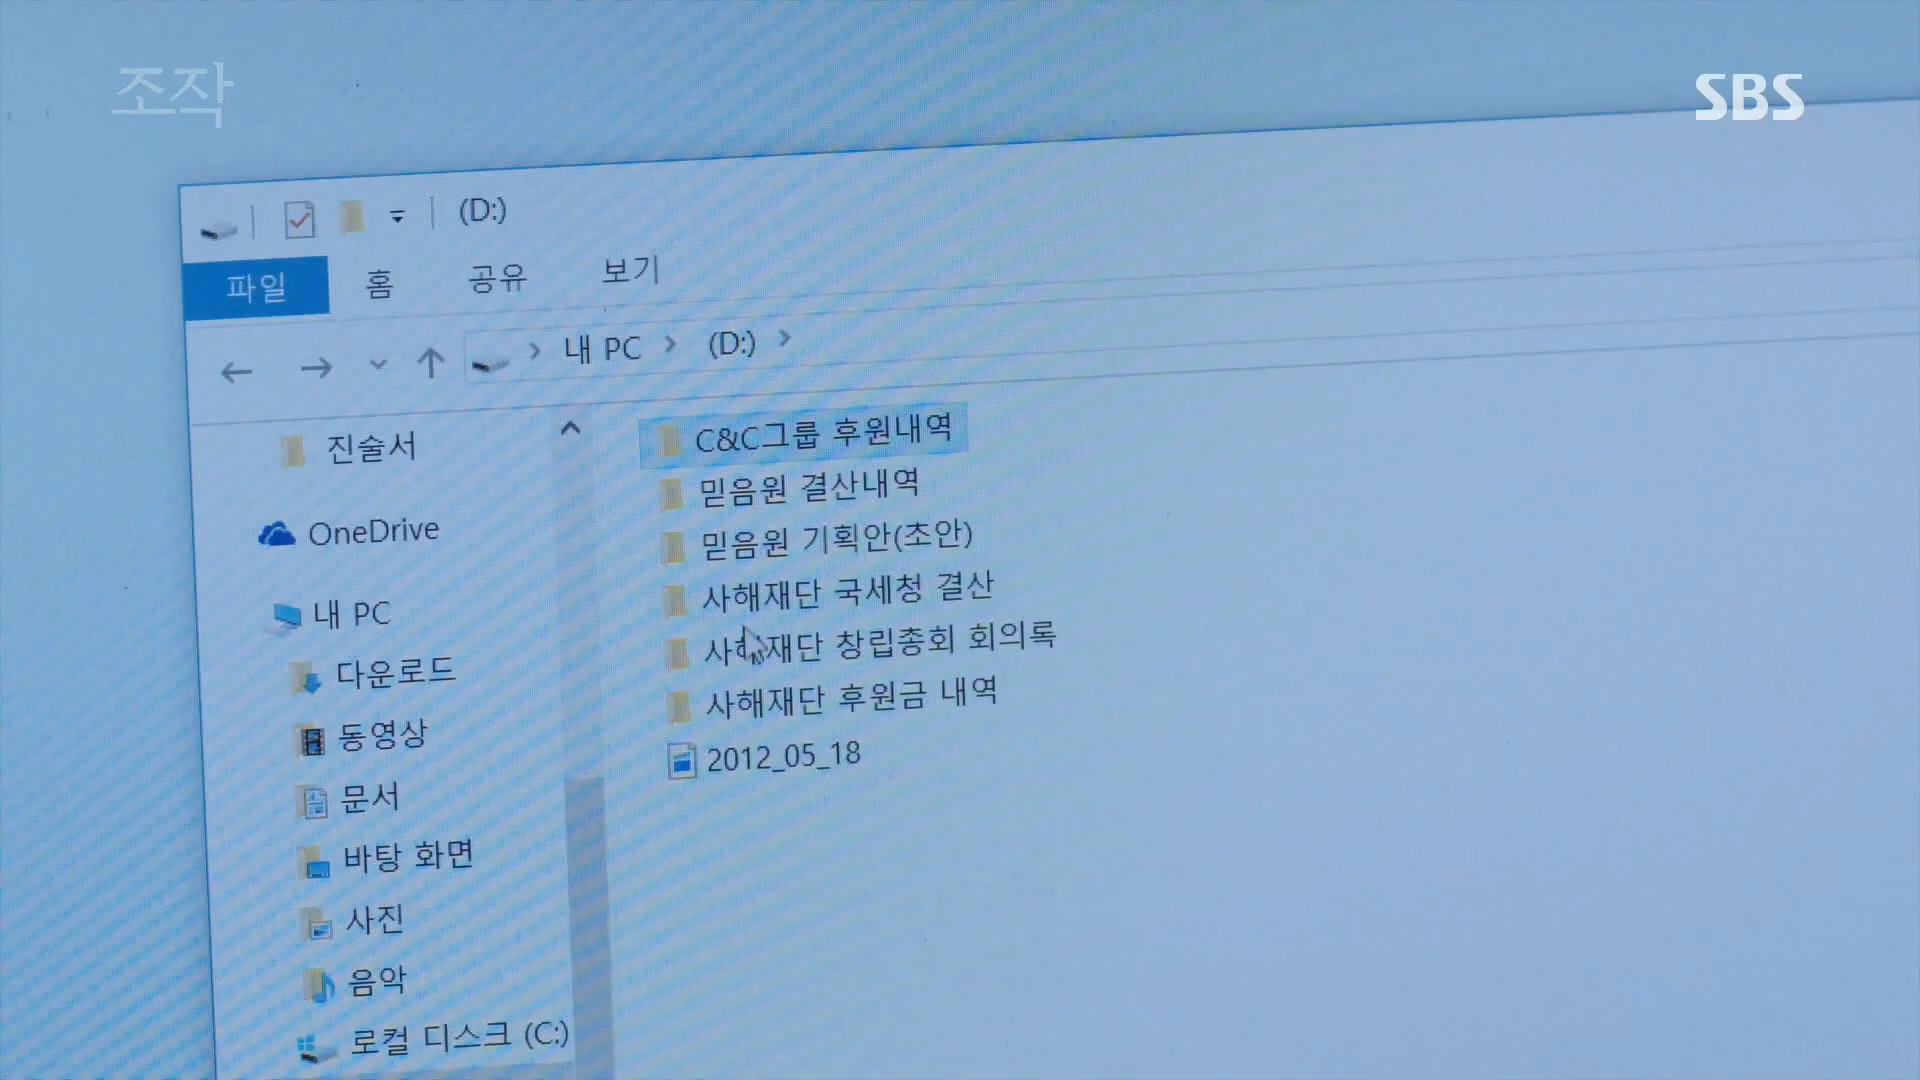 조작
SBS
(D:)
파일 홈 공유 보기
내 PC (D:)
진술서
OneDrive
내 PC
다운로드
동영상
문서
바탕 화면
사진
음악
로컬 디스크 (C:)
C&C그룹 후원내역
믿음원 결산내역
믿음원 기획안(초안)
사해재단 국세청 결산
사해재단 창립총회 회의록
사해재단 후원금 내역
2012_05_18